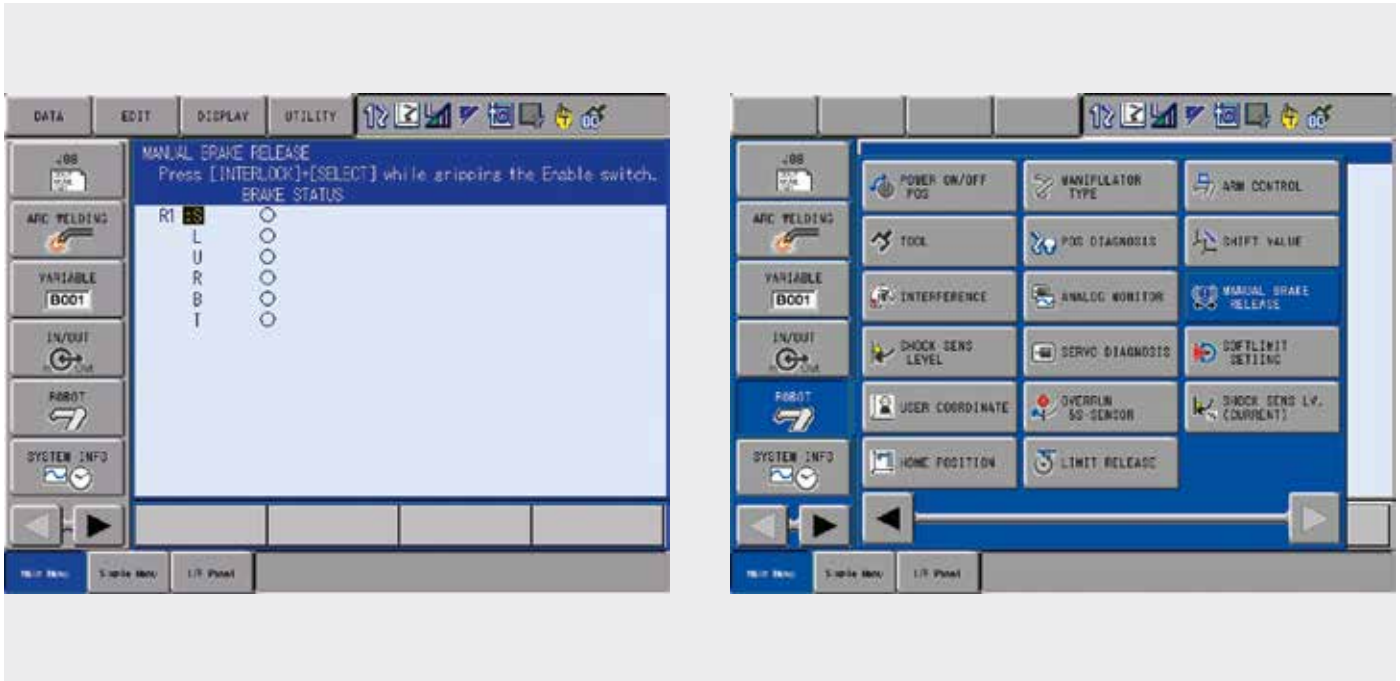 DATA EDIT DISPLAY UTILITY
JOB
ARC WELDING
VARIABLE
B001
IN/OUT
In Out
ROBOT
SYSTEM INFO
MANUAL BRAKE RELEASE
Press [INTERLOCK]+[SELECT] while gripping the Enable switch.
BRAKE STATUS
R1 :S
L
U
R
B
T
Main Menu Simple Menu I/F Panel
JOB
ARC WELDING
VARIABLE
B001
IN/OUT
In Out
ROBOT
SYSTEM INFO
POWER ON/OFF
POS
MANIPULATOR
TYPE
ARM CONTROL
TOOL
POS DIAGNOSIS
SHIFT VALUE
INTERFERENCE
ANALOG MONITOR
MANUAL BRAKE
RELEASE
SHOCK SENS
LEVEL
SERVO DIAGNOSIS
SOFTLIMIT
SETTING
USER COORDINATE
OVERRUN
&S-SENSOR
SHOCK SENS LV.
(CURRENT)
HOME POSITION
LIMIT RELEASE
Main Menu Simple Menu I/F Panel